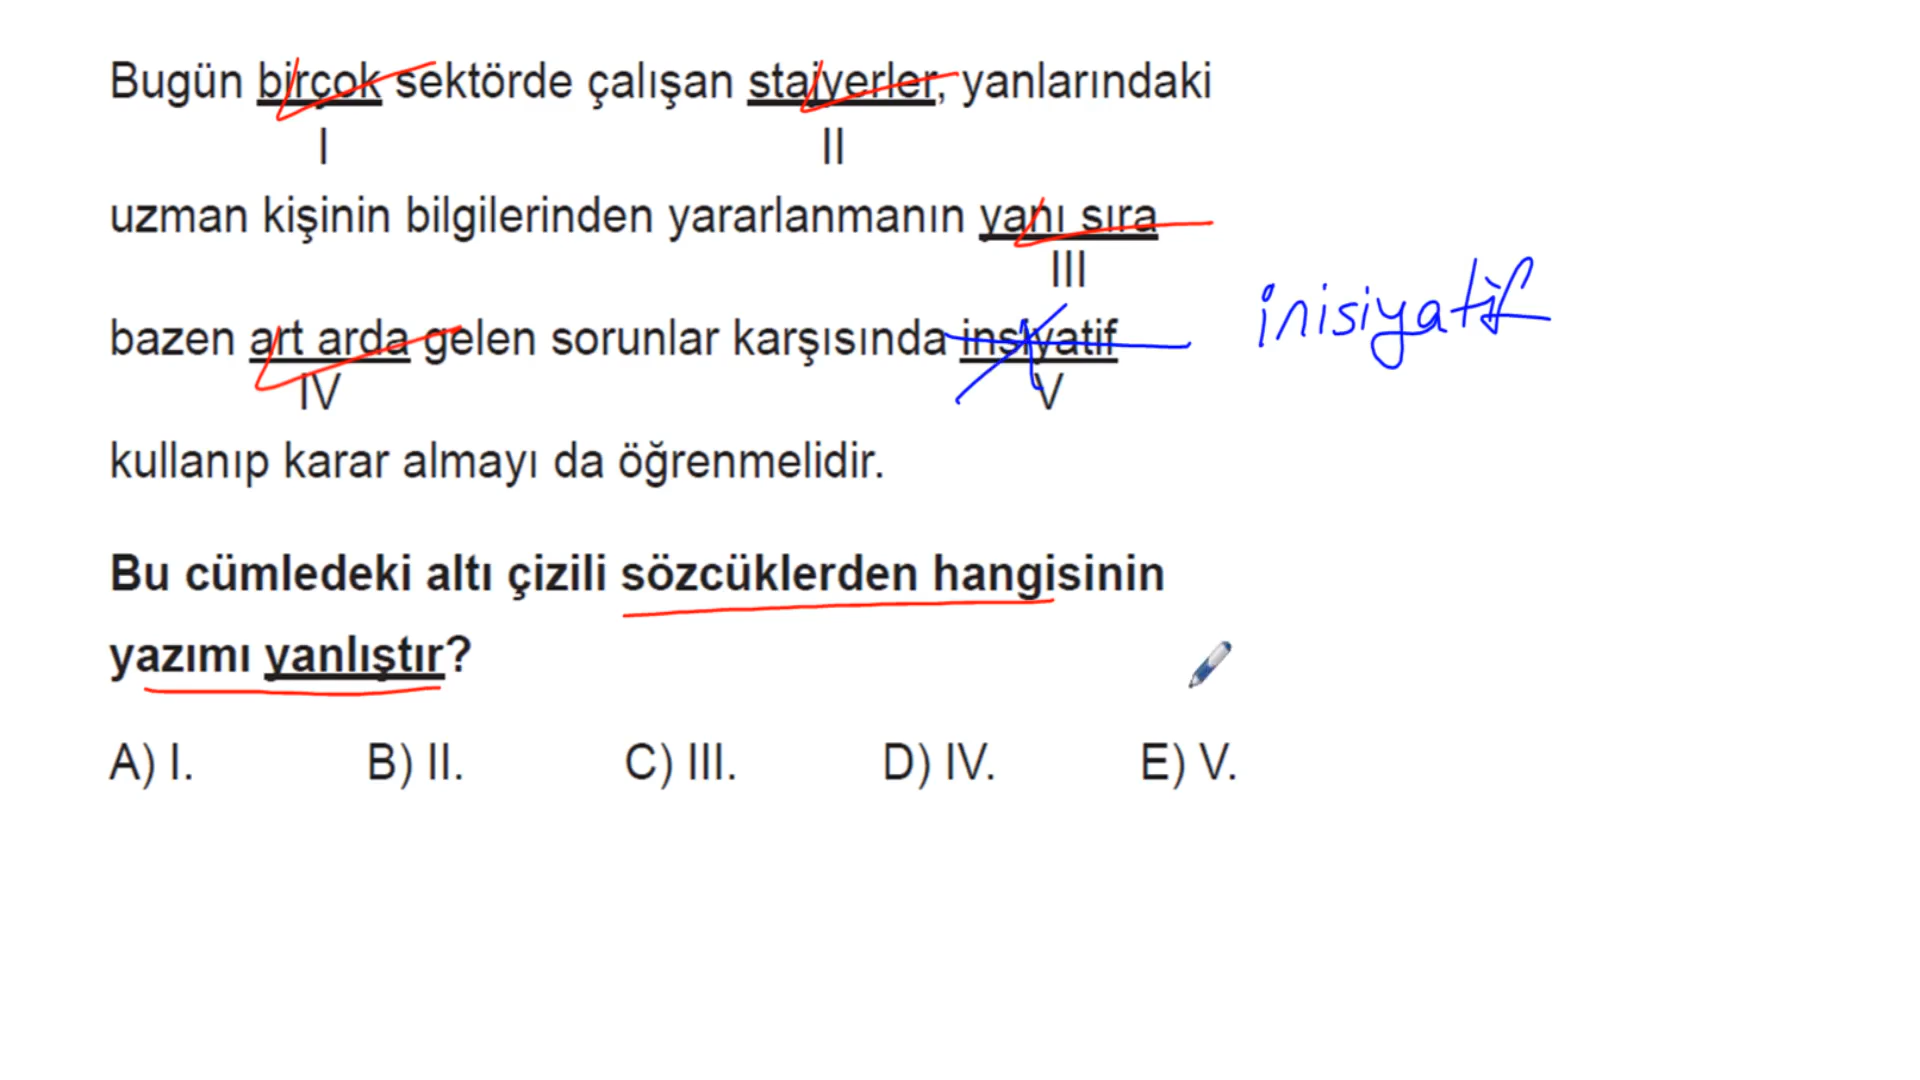 Bugün birçok sektörde çalışan stajyerler, yanlarındaki
I II
uzman kişinin bilgilerinden yararlanmanın yanı sıra
III
bazen art arda gelen sorunlar karşısında insiyatif inisiyatif
IV V
kullanıp karar almayı da öğrenmelidir.
Bu cümledeki altı çizili sözcüklerden hangisinin
yazımı yanlıştır?
A) I. B) II. C) III. D) IV. E) V.